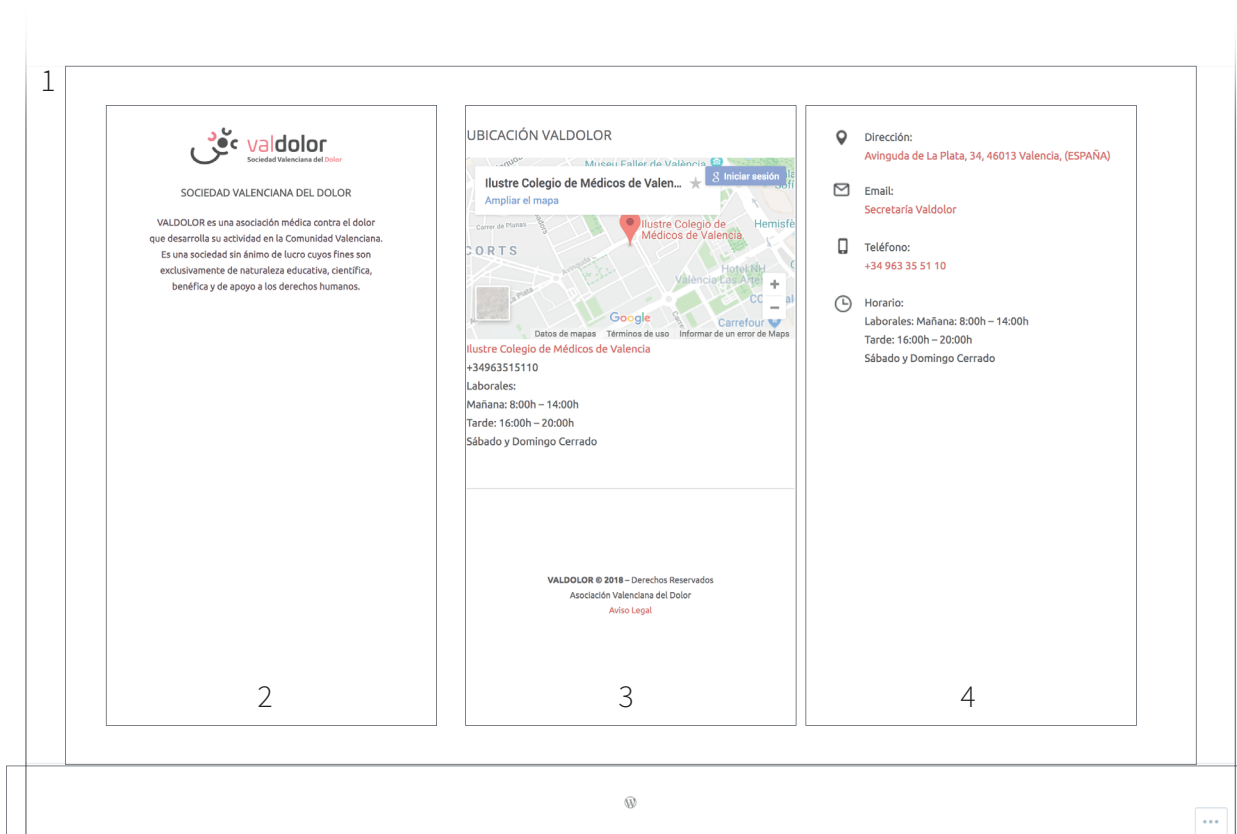 1
valdolor
Sociedad Valenciana del Dolor
SOCIEDAD VALENCIANA DEL DOLOR
VALDOLOR es una asociación médica contra el dolor
que desarrolla su actividad en la Comunidad Valenciana.
Es una sociedad sin ánimo de lucro cuyos fines son
exclusivamente de naturaleza educativa, científica,
benéfica y de apoyo a los derechos humanos.
2
UBICACIÓN VALDOLOR
Museu Faller de València
Ilustre Colegio de Médicos de Valen...
Iniciar sesión
Ampliar el mapa
Carrer de Planas
Ilustre Colegio de
Médicos de Valencia
Hemisfè
CORTS
Hotel NH
València Las Artes
Google
Carrefour
Datos de mapas Términos de uso Informar de un error de Maps
Ilustre Colegio de Médicos de Valencia
+34963515110
Laborales:
Mañana: 8:00h – 14:00h
Tarde: 16:00h – 20:00h
Sábado y Domingo Cerrado
VALDOLOR © 2018 – Derechos Reservados
Asociación Valenciana del Dolor
Aviso Legal
3
Dirección:
Avinguda de La Plata, 34, 46013 Valencia, (ESPAÑA)
Email:
Secretaría Valdolor
Teléfono:
+34 963 35 51 10
Horario:
Laborales: Mañana: 8:00h – 14:00h
Tarde: 16:00h – 20:00h
Sábado y Domingo Cerrado
4